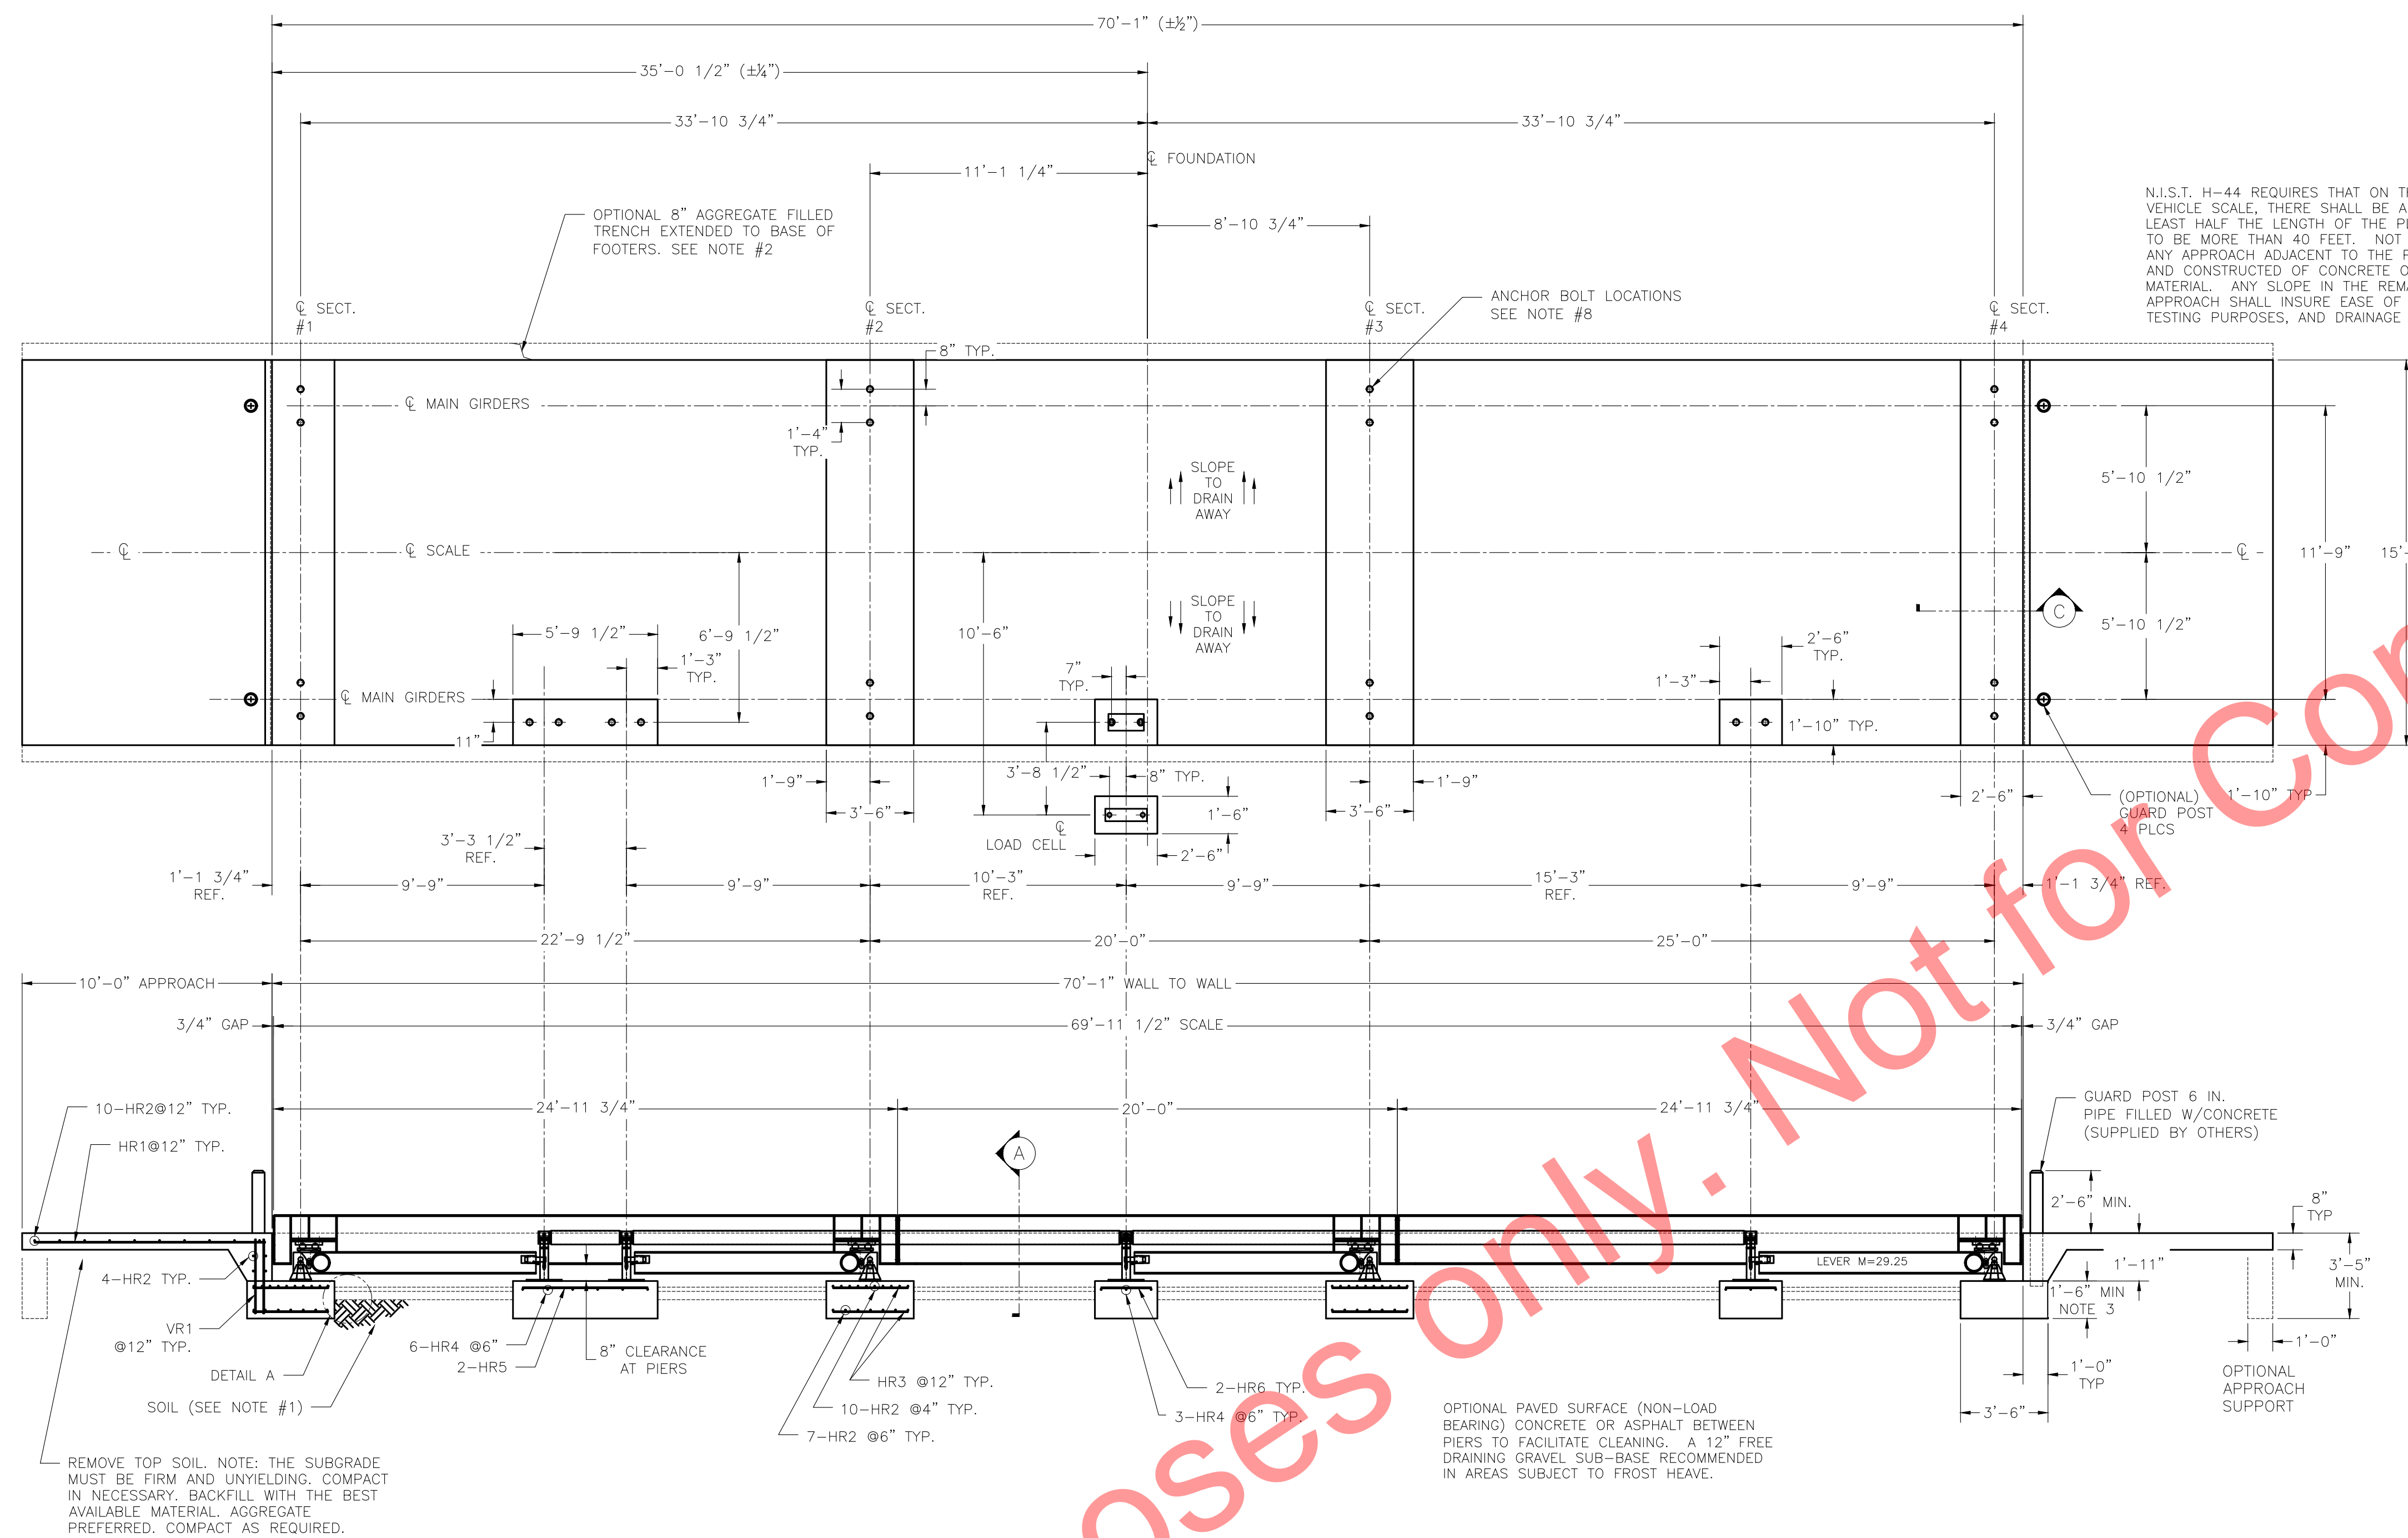 70'-1" (±½")
35'-0 1/2" (±¼")
33'-10 3/4"
33'-10 3/4"
℄ FOUNDATION
11'-1 1/4"
8'-10 3/4"
N.I.S.T. H-44 REQUIRES THAT ON
VEHICLE SCALE, THERE SHALL BE
LEAST HALF THE LENGTH OF THE
TO BE MORE THAN 40 FEET. NOT
ANY APPROACH ADJACENT TO THE
AND CONSTRUCTED OF CONCRETE
MATERIAL. ANY SLOPE IN THE
APPROACH SHALL INSURE EASE OF
TESTING PURPOSES, AND DRAINAGE
OPTIONAL 8" AGGREGATE FILLED
TRENCH EXTENDED TO BASE OF
FOOTERS. SEE NOTE #2
ANCHOR BOLT LOCATIONS
SEE NOTE #8
℄ SECT.
#1
℄ SECT.
#2
℄ SECT.
#3
℄ SECT.
#4
8" TYP.
℄ MAIN GIRDERS
1'-4"
TYP.
SLOPE
TO
DRAIN
AWAY
5'-10 1/2"
℄
℄ SCALE
℄
11'-9"
15'-
SLOPE
TO
DRAIN
AWAY
C
5'-10 1/2"
5'-9 1/2"
6'-9 1/2"
10'-6"
1'-3"
TYP.
7"
TYP.
2'-6"
TYP.
1'-3"
℄ MAIN GIRDERS
11"
1'-10" TYP.
1'-9"
3'-8 1/2"
8" TYP.
1'-9"
3'-6"
1'-6"
3'-6"
2'-6"
(OPTIONAL)
GUARD POST
4 PLCS
1'-10" TYP
℄
LOAD CELL
2'-6"
3'-3 1/2"
REF.
1'-1 3/4"
REF.
9'-9"
9'-9"
10'-3"
REF.
9'-9"
15'-3"
REF.
9'-9"
1'-1 3/4" REF.
22'-9 1/2"
20'-0"
25'-0"
10'-0" APPROACH
70'-1" WALL TO WALL
3/4" GAP
69'-11 1/2" SCALE
3/4" GAP
10-HR2@12" TYP.
HR1@12" TYP.
24'-11 3/4"
20'-0"
24'-11 3/4"
A
GUARD POST 6 IN.
PIPE FILLED W/CONCRETE
(SUPPLIED BY OTHERS)
2'-6" MIN.
8"
TYP
LEVER M=29.25
1'-11"
3'-5"
MIN.
1'-6" MIN
NOTE 3
4-HR2 TYP.
VR1
@12" TYP.
DETAIL A
SOIL (SEE NOTE #1)
6-HR4 @6"
2-HR5
8" CLEARANCE
AT PIERS
HR3 @12" TYP.
10-HR2 @4" TYP.
7-HR2 @6" TYP.
2-HR6 TYP.
3-HR4 @6" TYP.
1'-0"
1'-0"
TYP
3'-6"
OPTIONAL
APPROACH
SUPPORT
OPTIONAL PAVED SURFACE (NON-LOAD
BEARING) CONCRETE OR ASPHALT BETWEEN
PIERS TO FACILITATE CLEANING. A 12" FREE
DRAINING GRAVEL SUB-BASE RECOMMENDED
IN AREAS SUBJECT TO FROST HEAVE.
REMOVE TOP SOIL. NOTE: THE SUBGRADE
MUST BE FIRM AND UNYIELDING. COMPACT
IN NECESSARY. BACKFILL WITH THE BEST
AVAILABLE MATERIAL. AGGREGATE
PREFERRED. COMPACT AS REQUIRED.
oses only. Not for Con